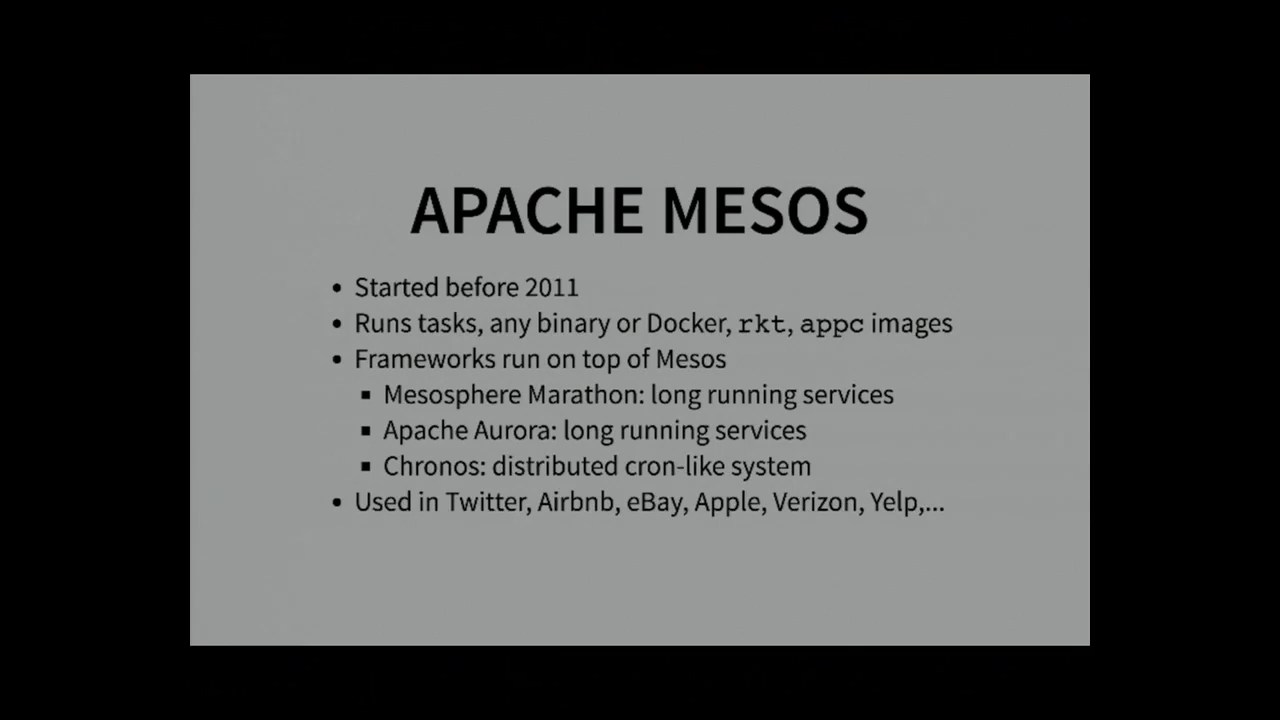 APACHE MESOS
• Started before 2011
• Runs tasks, any binary or Docker, rkt, appc images
• Frameworks run on top of Mesos
▪ Mesosphere Marathon: long running services
▪ Apache Aurora: long running services
▪ Chronos: distributed cron-like system
• Used in Twitter, Airbnb, eBay, Apple, Verizon, Yelp,...